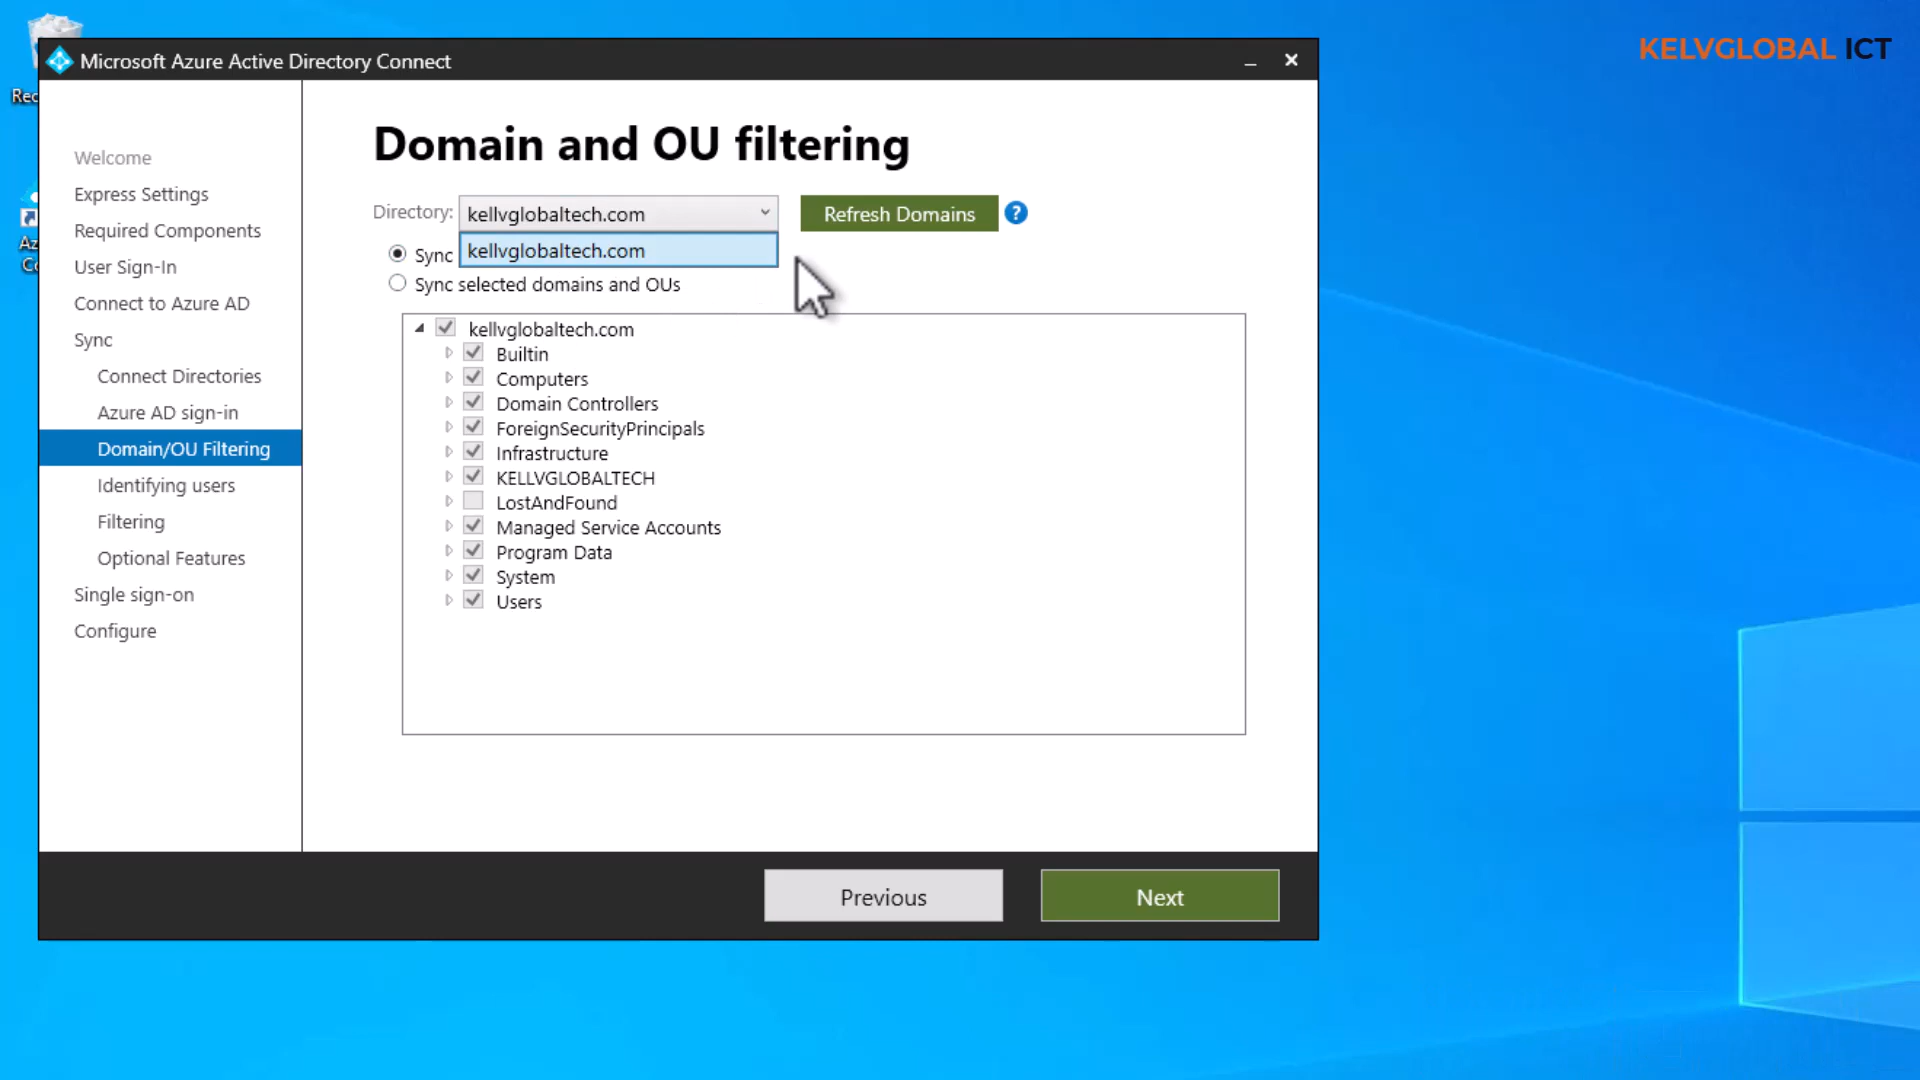 KELVGLOBAL ICT
Microsoft Azure Active Directory Connect
Rec
Az
Co
Welcome
Express Settings
Required Components
User Sign-In
Connect to Azure AD
Sync
Connect Directories
Azure AD sign-in
Domain/OU Filtering
Identifying users
Filtering
Optional Features
Single sign-on
Configure
Domain and OU filtering
Directory: kellvglobaltech.com Refresh Domains ?
kellvglobaltech.com
Sync
Sync selected domains and OUs
kellvglobaltech.com
Builtin
Computers
Domain Controllers
ForeignSecurityPrincipals
Infrastructure
KELLVGLOBALTECH
LostAndFound
Managed Service Accounts
Program Data
System
Users
Previous
Next